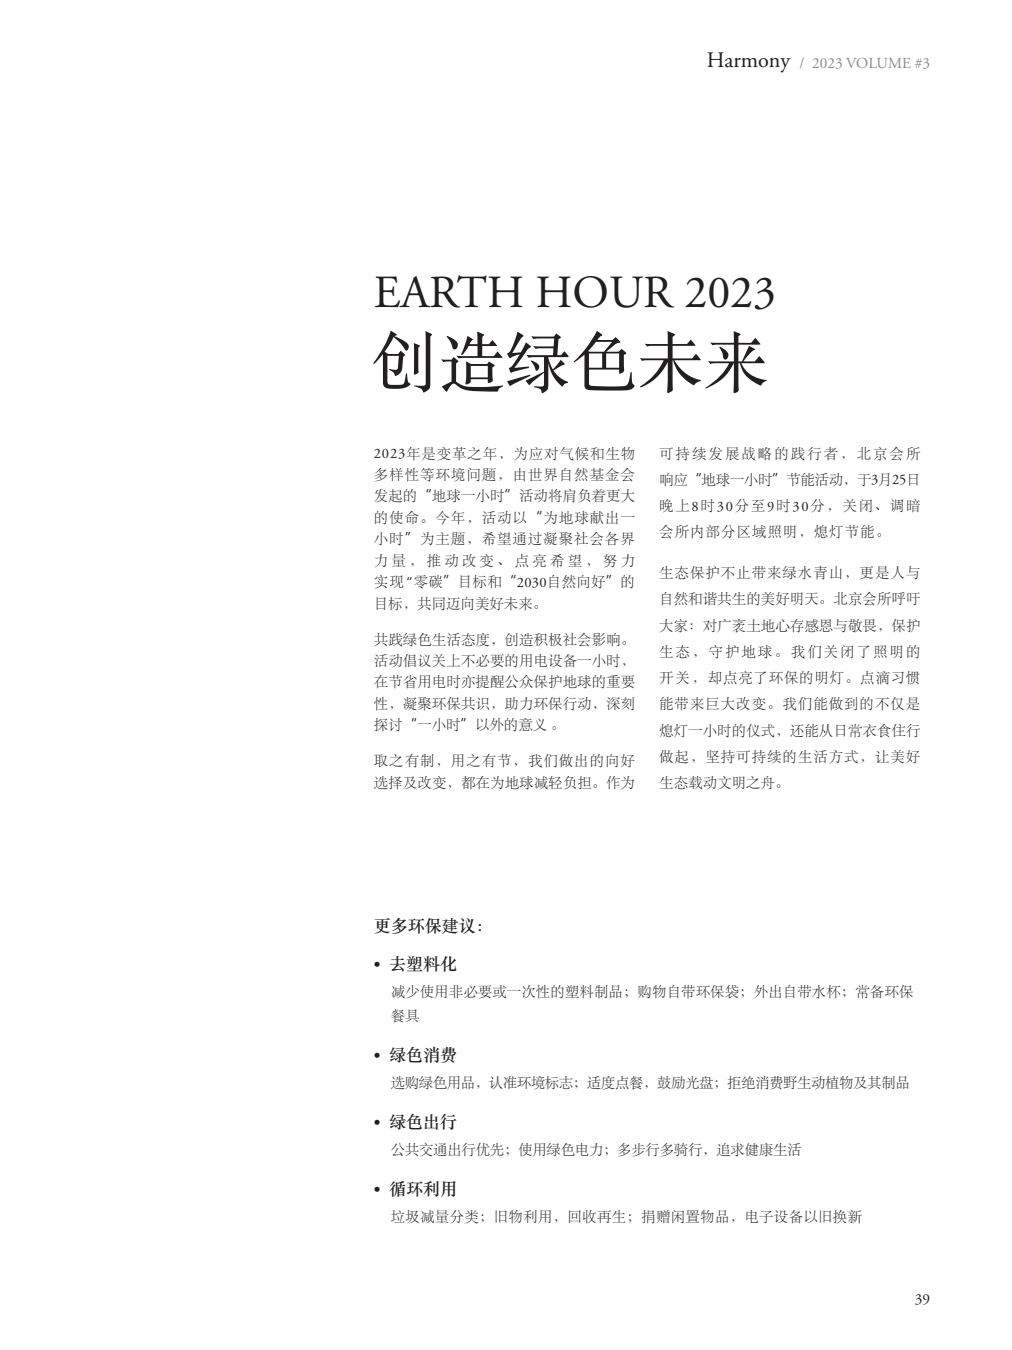 Harmony / 2023 VOLUME #3
EARTH HOUR 2023
创造绿色未来
2023年是变革之年，为应对气候和生物
多样性等环境问题，由世界自然基金会
发起的“地球一小时”活动将肩负着更大
的使命。今年，活动以“为地球献出一
小时”为主题，希望通过凝聚社会各界
力量，推动改变、点亮希望，努力
实现“零碳”目标和“2030自然向好”的
目标，共同迈向美好未来。
共践绿色生活态度，创造积极社会影响。
活动倡议关上不必要的用电设备一小时，
在节省用电时亦提醒公众保护地球的重要
性，凝聚环保共识，助力环保行动，深刻
探讨“一小时”以外的意义 。
取之有制，用之有节，我们做出的向好
选择及改变，都在为地球减轻负担。作为
可持续发展战略的践行者，北京会所
响应“地球一小时”节能活动，于3月25日
晚上8时30分至9时30分，关闭、调暗
会所内部分区域照明，熄灯节能。
生态保护不止带来绿水青山，更是人与
自然和谐共生的美好明天。北京会所呼吁
大家：对广袤土地心存感恩与敬畏，保护
生态，守护地球。我们关闭了照明的
开关，却点亮了环保的明灯。点滴习惯
能带来巨大改变。我们能做到的不仅是
熄灯一小时的仪式，还能从日常衣食住行
做起，坚持可持续的生活方式，让美好
生态载动文明之舟。
更多环保建议：
• 去塑料化
减少使用非必要或一次性的塑料制品；购物自带环保袋；外出自带水杯；常备环保
餐具
• 绿色消费
选购绿色用品，认准环境标志；适度点餐，鼓励光盘；拒绝消费野生动植物及其制品
• 绿色出行
公共交通出行优先；使用绿色电力；多步行多骑行，追求健康生活
• 循环利用
垃圾减量分类；旧物利用，回收再生；捐赠闲置物品，电子设备以旧换新
39